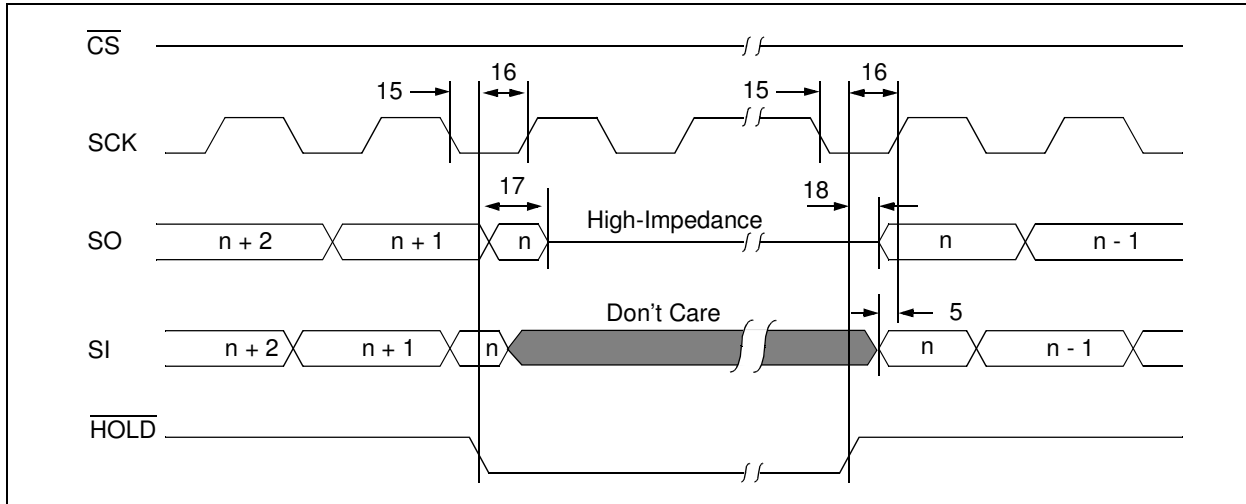 CS
16
16
15
15
SCK
17
18
High-Impedance
SO
n + 2
n + 1
n
n
n - 1
Don't Care
5
SI
n + 2
n + 1
n
n
n - 1
HOLD